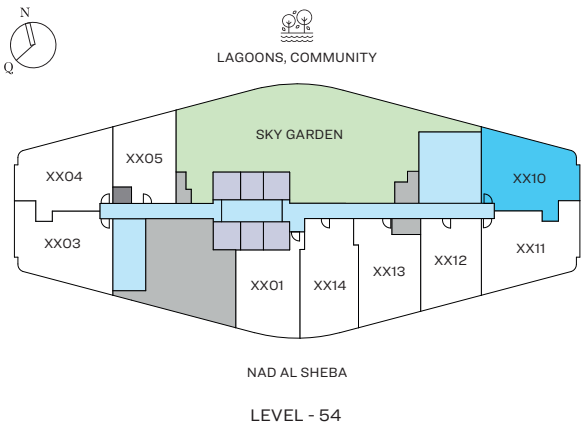 N
Q
LAGOONS, COMMUNITY
SKY GARDEN
XX05
XX04
XX10
XX03
XX11
XX12
XX13
XX01
XX14
NAD AL SHEBA
LEVEL - 54